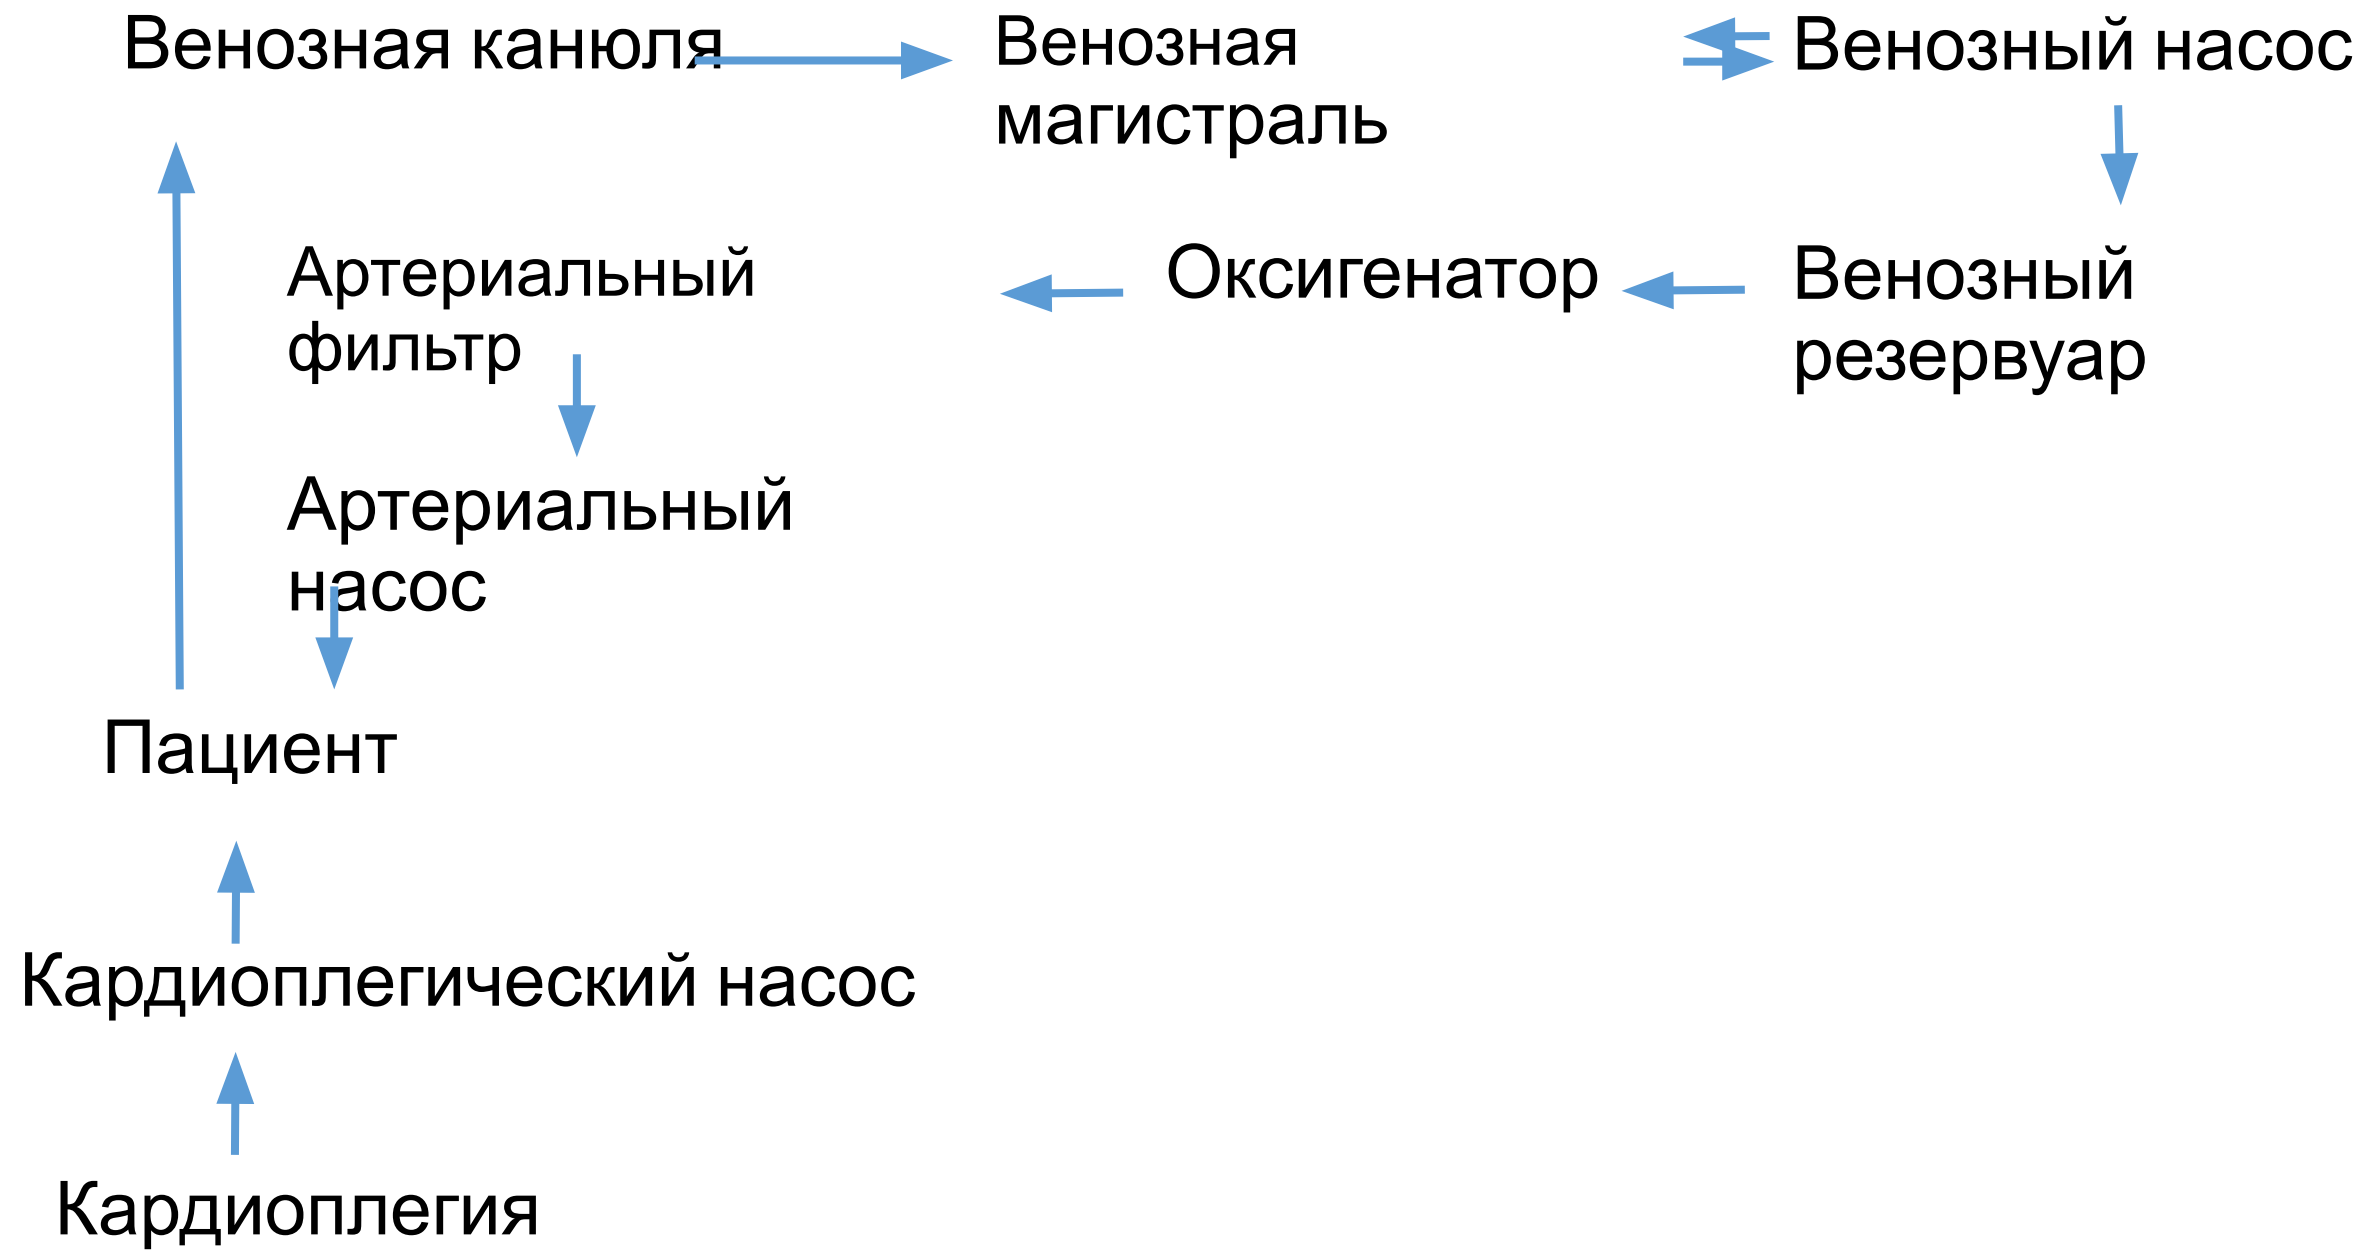 Венозная канюля
Венозная
магистраль
Венозный насос
Артериальный
фильтр
Оксигенатор
Венозный
резервуар
Артериальный
насос
Пациент
Кардиоплегический насос
Кардиоплегия